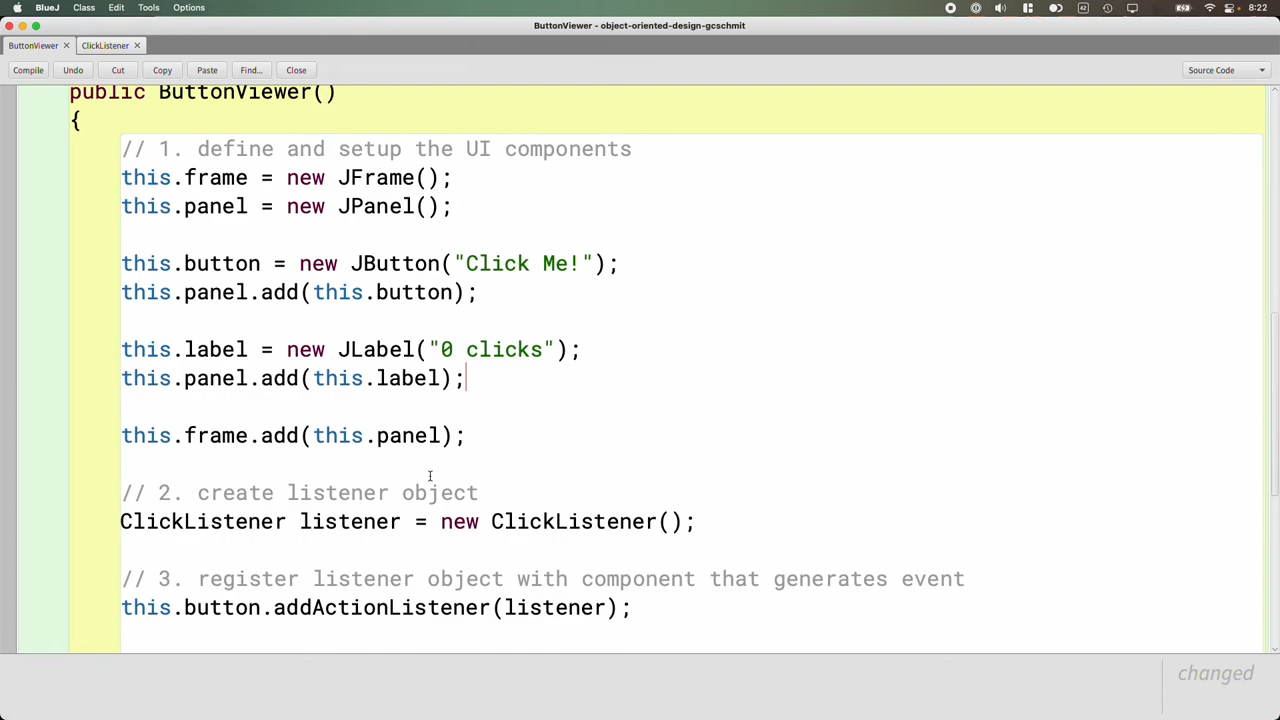 BlueJ Class Edit Tools Options 42 8:22
ButtonViewer - object-oriented-design-gcschmit
ButtonViewer × ClickListener ×
Compile Undo Cut Copy Paste Find... Close Source Code
public ButtonViewer()
{
// 1. define and setup the UI components
this.frame = new JFrame();
this.panel = new JPanel();
this.button = new JButton("Click Me!");
this.panel.add(this.button);
this.label = new JLabel("0 clicks");
this.panel.add(this.label);
this.frame.add(this.panel);
// 2. create listener object
ClickListener listener = new ClickListener();
// 3. register listener object with component that generates event
this.button.addActionListener(listener);
changed